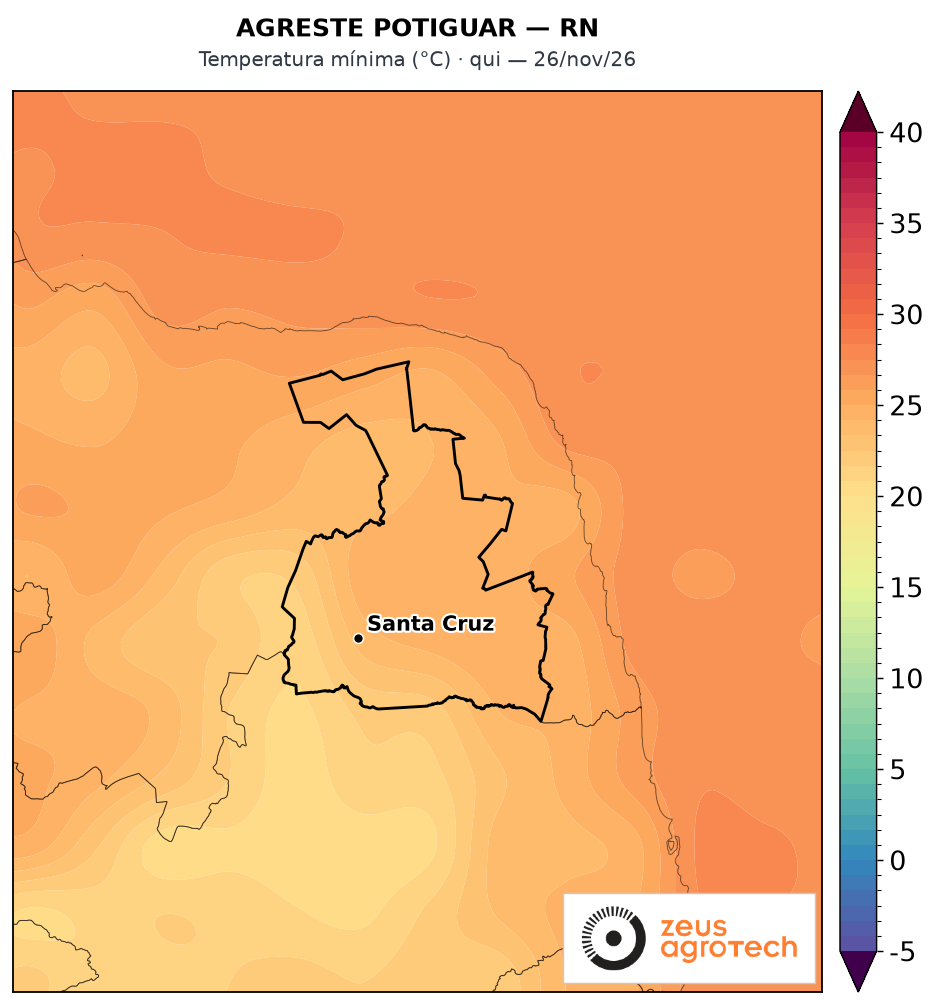 AGRESTE POTIGUAR — RN
Temperatura mínima (°C) · qui — 26/nov/26
40
35
30
25
20
15
10
5
0
-5
Santa Cruz
zeus
agrotech